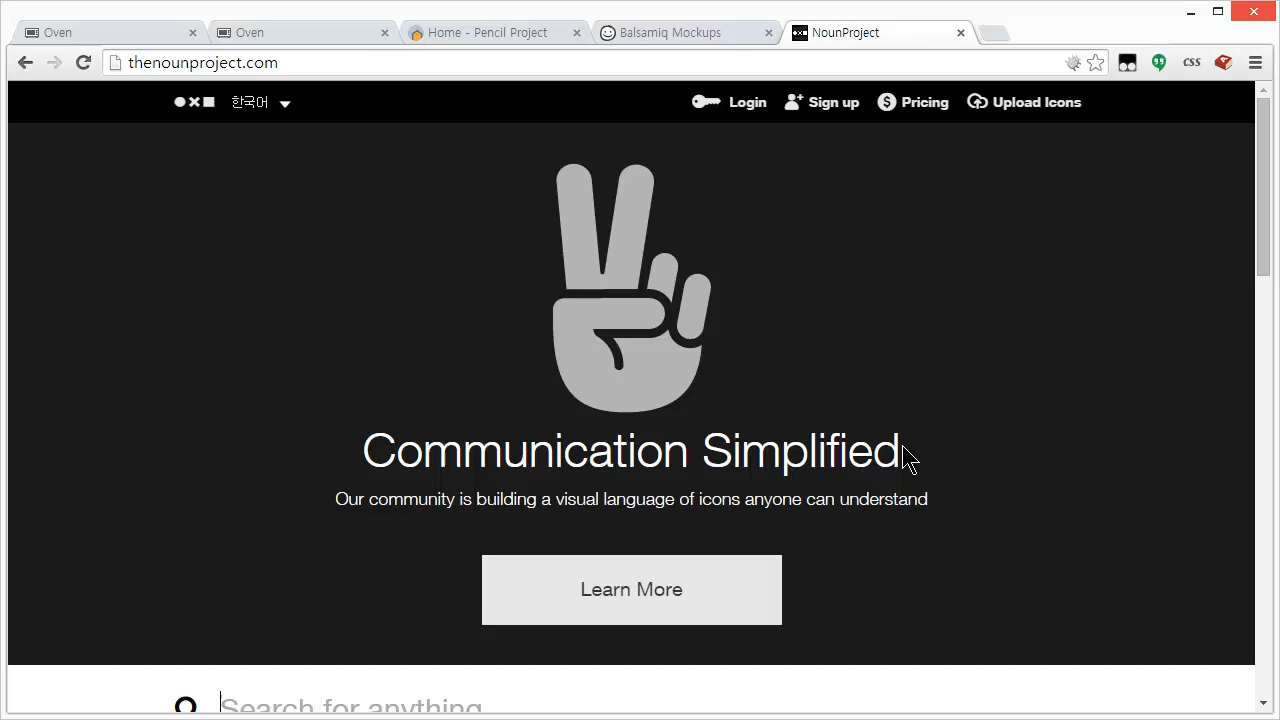 Oven
Oven
Home - Pencil Project
Balsamiq Mockups
NounProject
thenounproject.com
CSS
한국어
Login
Sign up
Pricing
Upload Icons
Communication Simplified
Our community is building a visual language of icons anyone can understand
Learn More
Search for anything